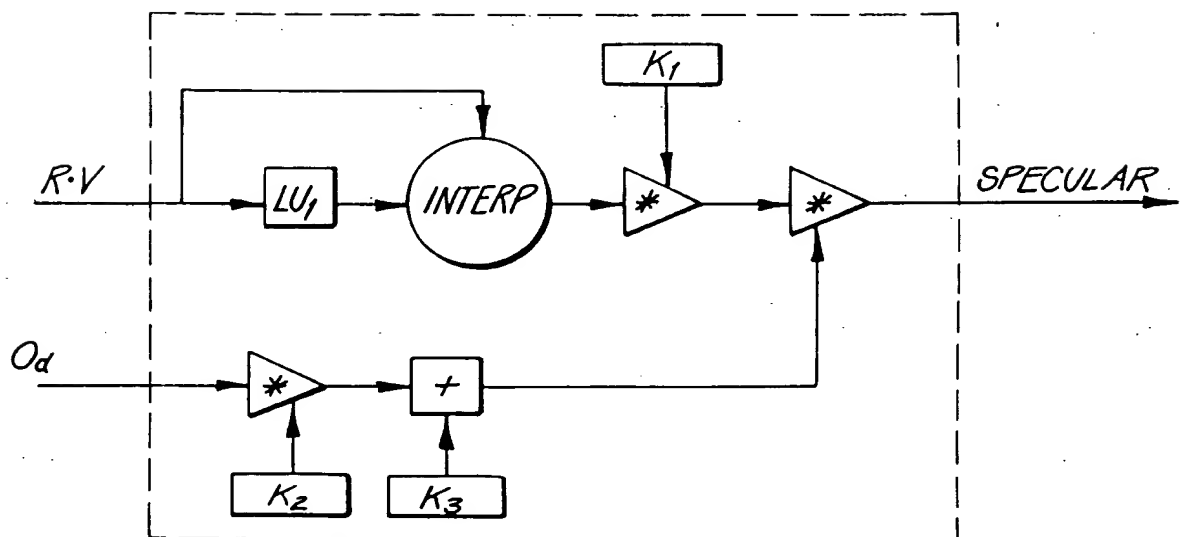 K₁
R·V
LU₁
INTERP
*
*
SPECULAR
Od
*
+
K₂
K₃